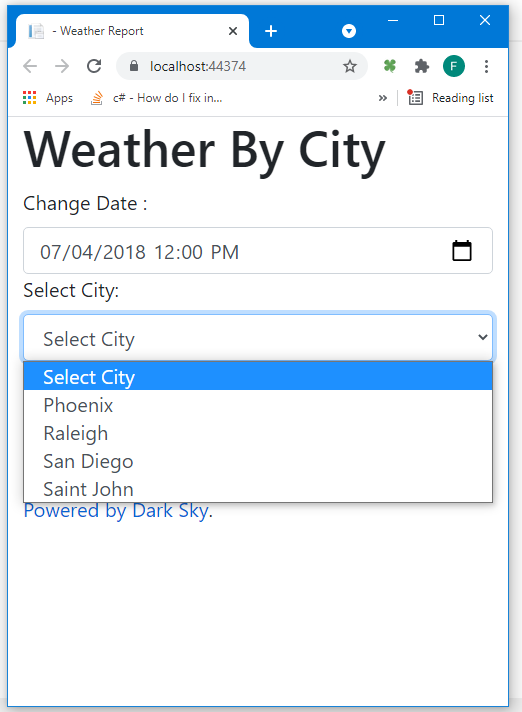 - Weather Report
localhost:44374
F
Apps
c# - How do I fix in...
»
Reading list
Weather By City
Change Date :
07/04/2018 12:00 PM
Select City:
Select City
Select City
Phoenix
Raleigh
San Diego
Saint John
Powered by Dark Sky.